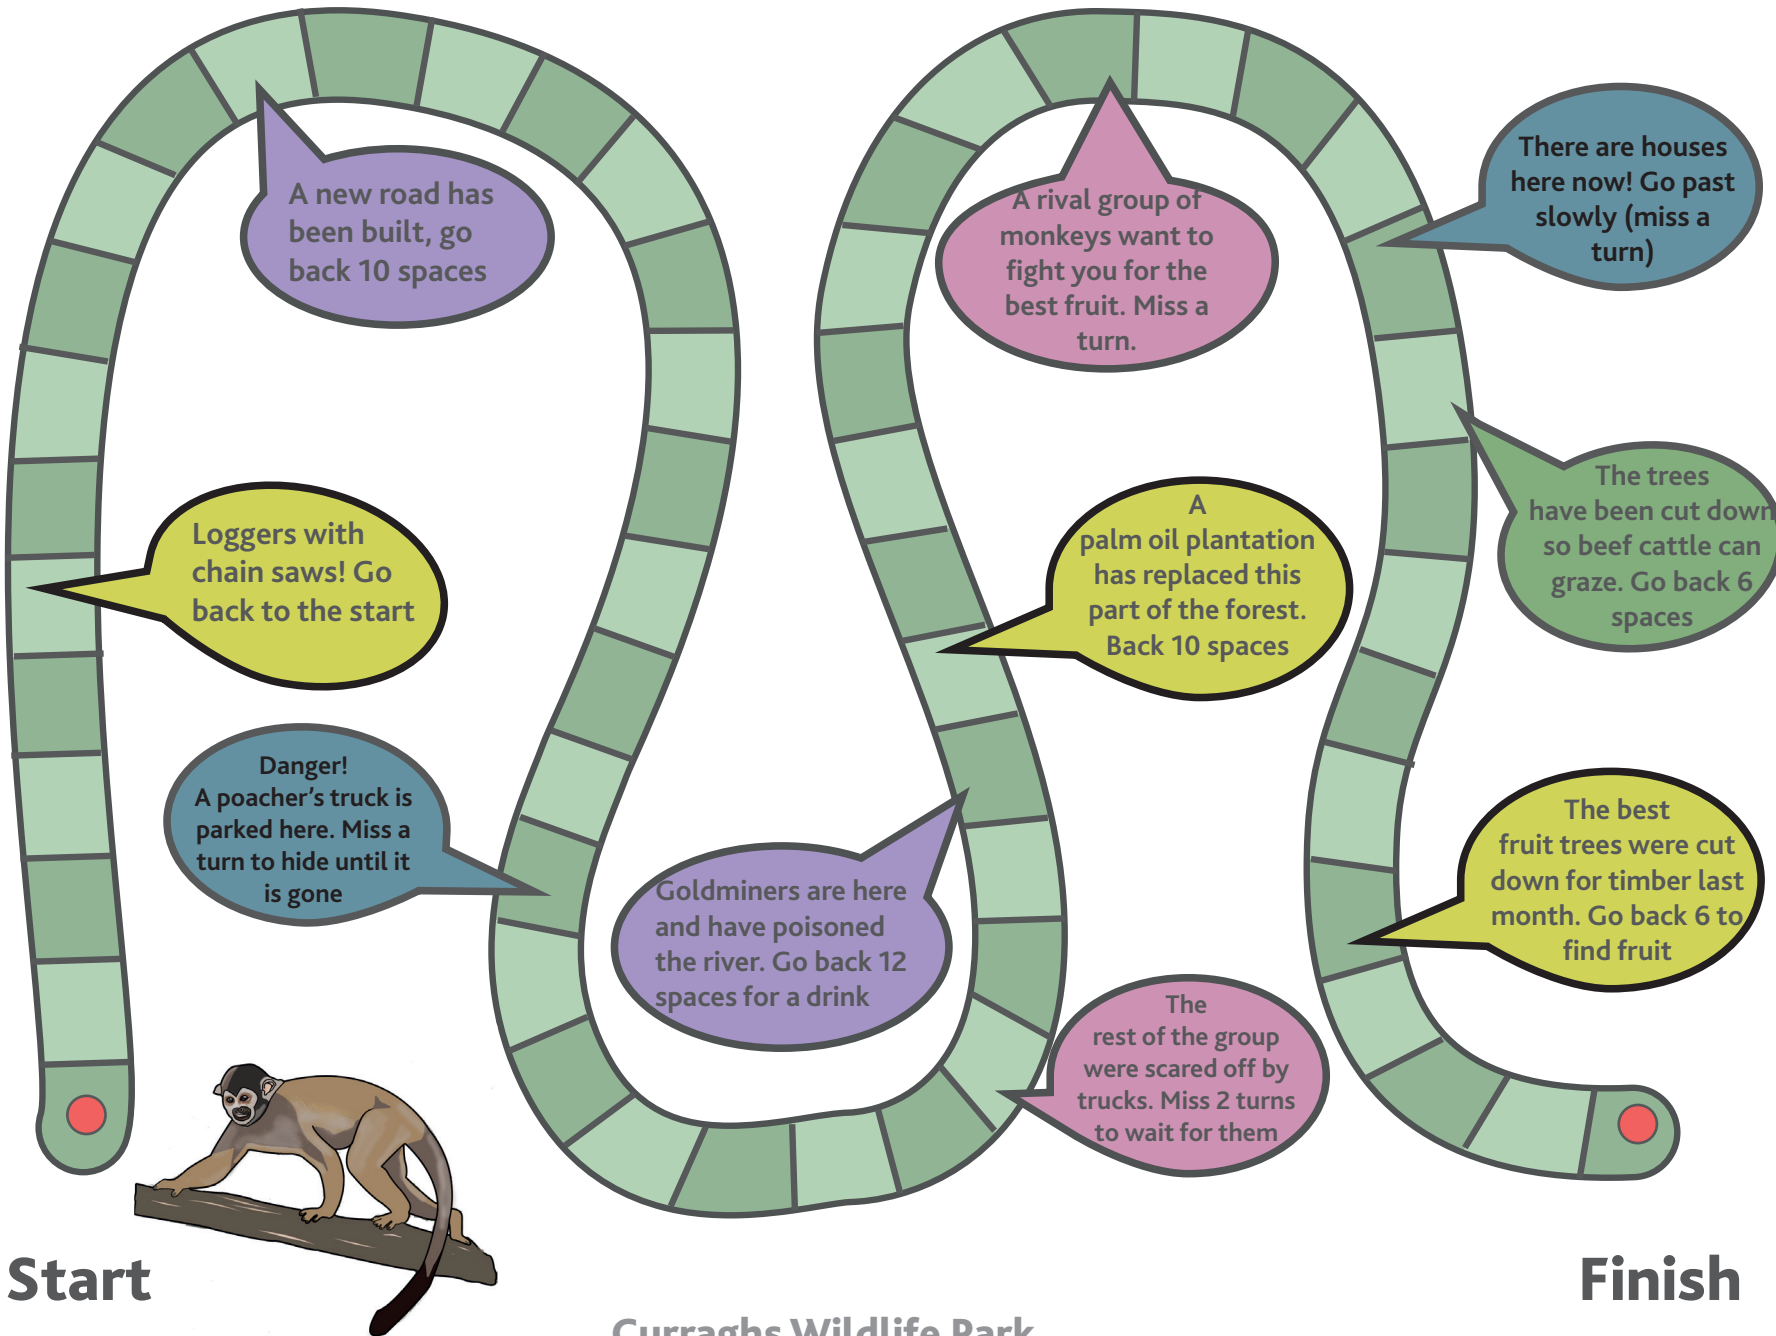 A new road has
been built, go
back 10 spaces
A rival group of
monkeys want to
fight you for the
best fruit. Miss a
turn.
There are houses
here now! Go past
slowly (miss a
turn)
Loggers with
chain saws! Go
back to the start
A
palm oil plantation
has replaced this
part of the forest.
Back 10 spaces
The trees
have been cut down
so beef cattle can
graze. Go back 6
spaces
Danger!
A poacher's truck is
parked here. Miss a
turn to hide until it
is gone
Goldminers are here
and have poisoned
the river. Go back 12
spaces for a drink
The best
fruit trees were cut
down for timber last
month. Go back 6 to
find fruit
The
rest of the group
were scared off by
trucks. Miss 2 turns
to wait for them
Start
Finish
Curraghs Wildlife Park